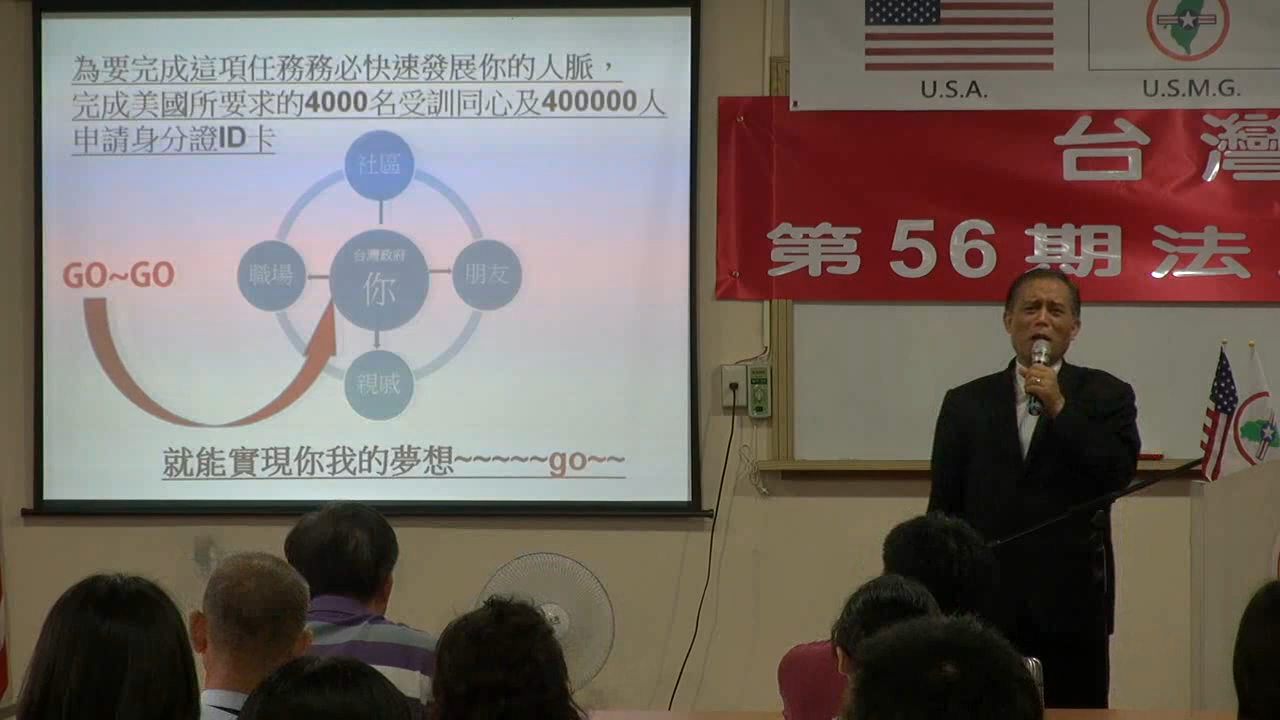 為要完成這項任務務必快速發展你的人脈，
完成美國所要求的4000名受訓同心及400000人
申請身分證ID卡
社區
職場
台灣政府
你
朋友
親戚
GO~GO
就能實現你我的夢想~~~~~go~~
U.S.A.
U.S.M.G.
台灣
第56期法